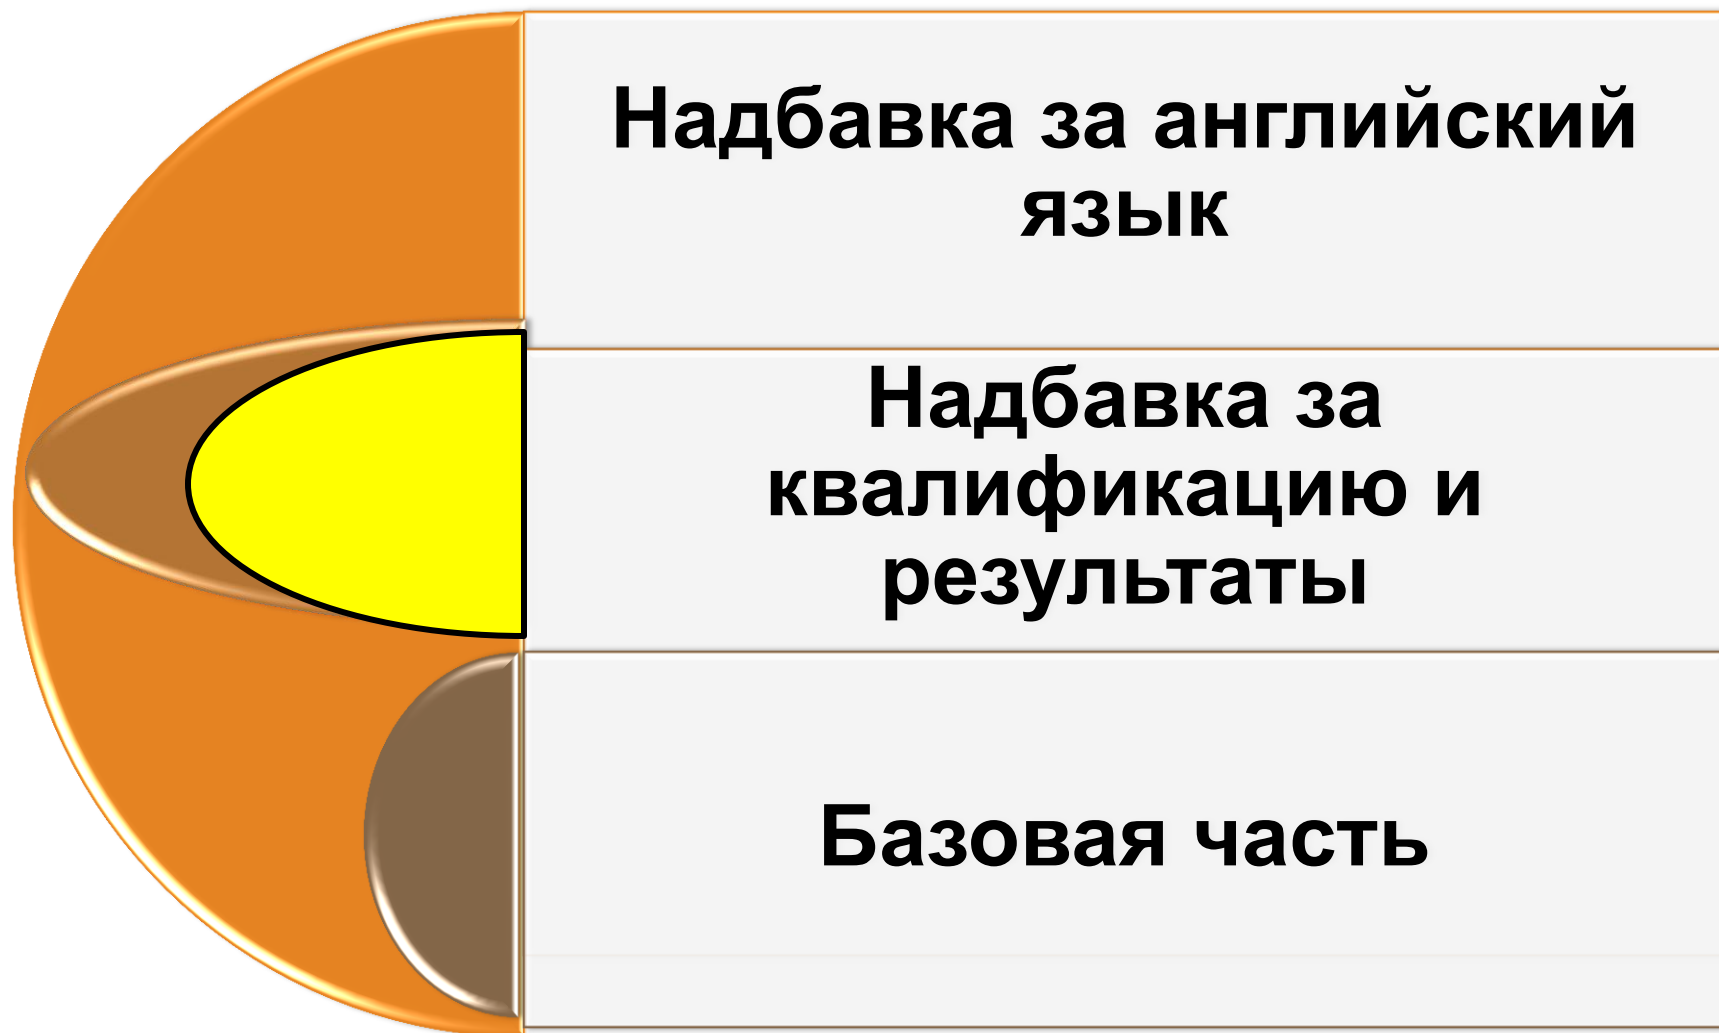 Надбавка за английский
язык
Надбавка за
квалификацию и
результаты
Базовая часть